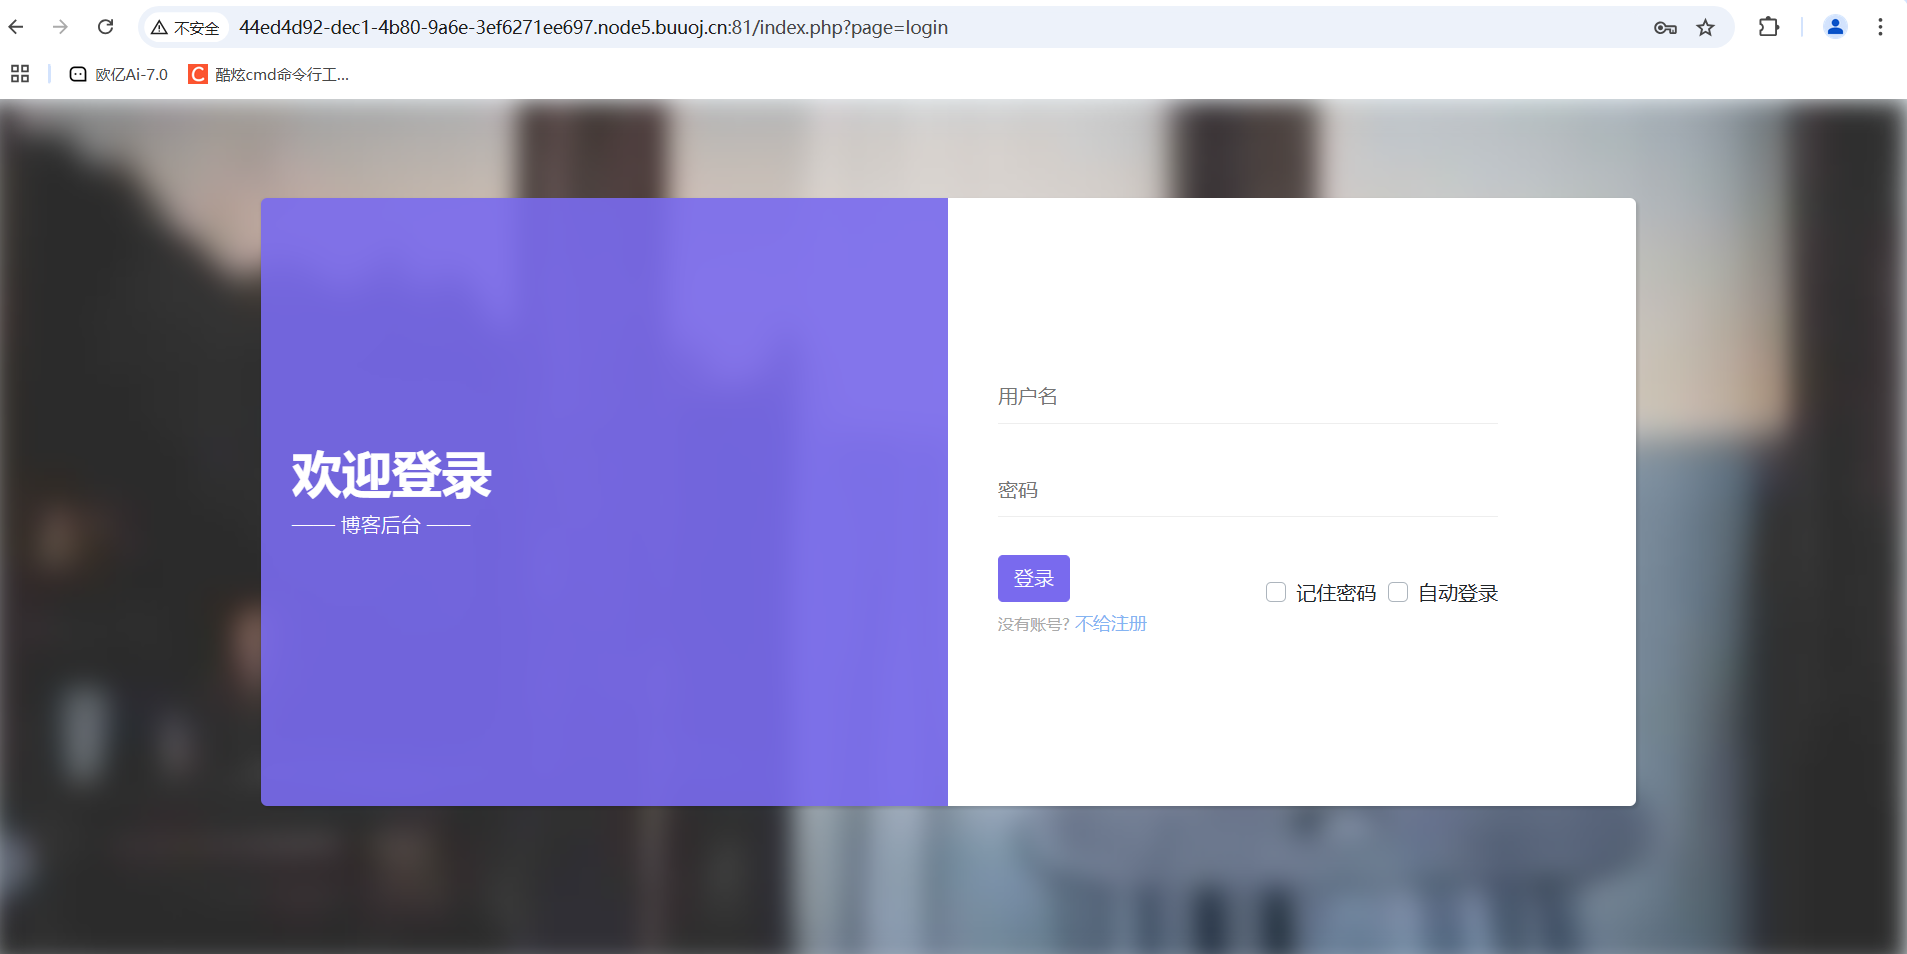 不安全 44ed4d92-dec1-4b80-9a6e-3ef6271ee697.node5.buuoj.cn:81/index.php?page=login
欧亿Ai-7.0 C 酷炫cmd命令行工...
欢迎登录
博客后台
用户名
密码
登录
记住密码 自动登录
没有账号? 不给注册